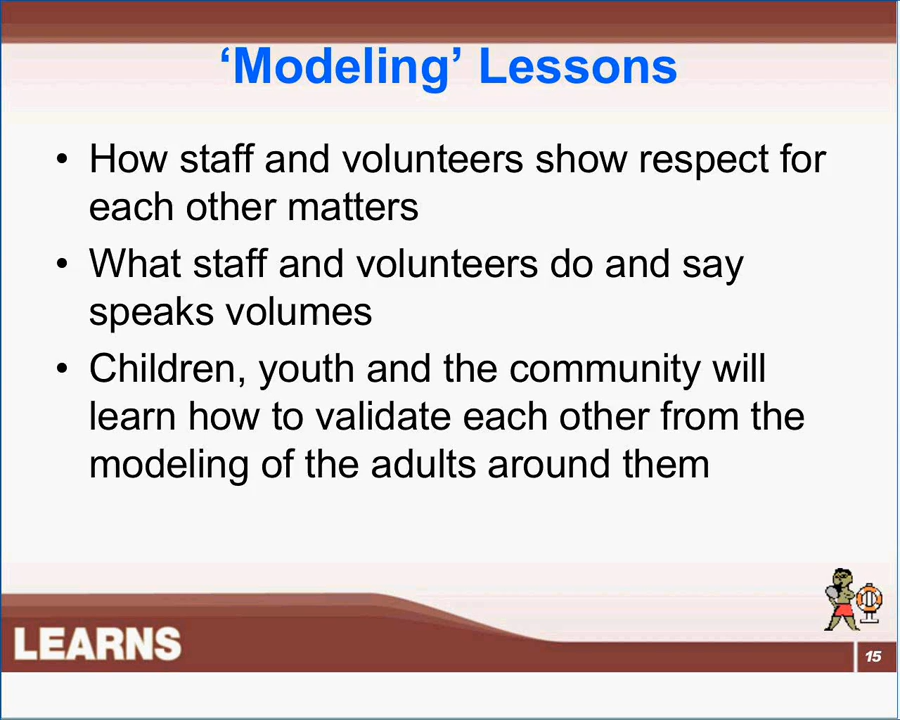 ‘Modeling’ Lessons
• How staff and volunteers show respect for
each other matters
• What staff and volunteers do and say
speaks volumes
• Children, youth and the community will
learn how to validate each other from the
modeling of the adults around them
LEARNS
15